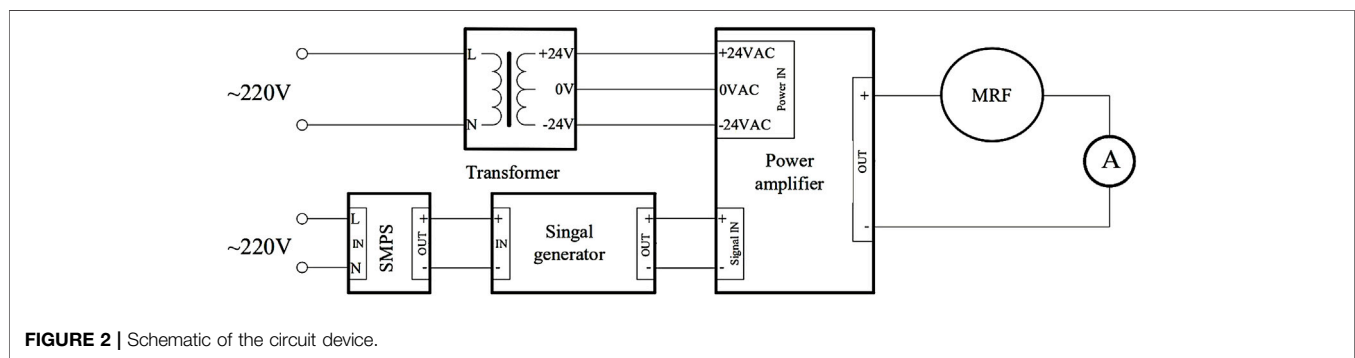 ~220V
L
N
+24V
0V
-24V
Transformer
+24VAC
0VAC
-24VAC
Power IN
Power
amplifier
+
OUT
-
MRF
A
~220V
L
IN
N
SMPS
+
OUT
-
+
IN
-
Singal
generator
+
OUT
-
+
Signal IN
-
FIGURE 2 | Schematic of the circuit device.